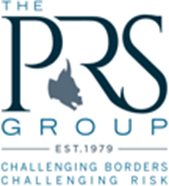 THE
PRS
GROUP
EST.1979
CHALLENGING BORDERS
CHALLENGING RISK